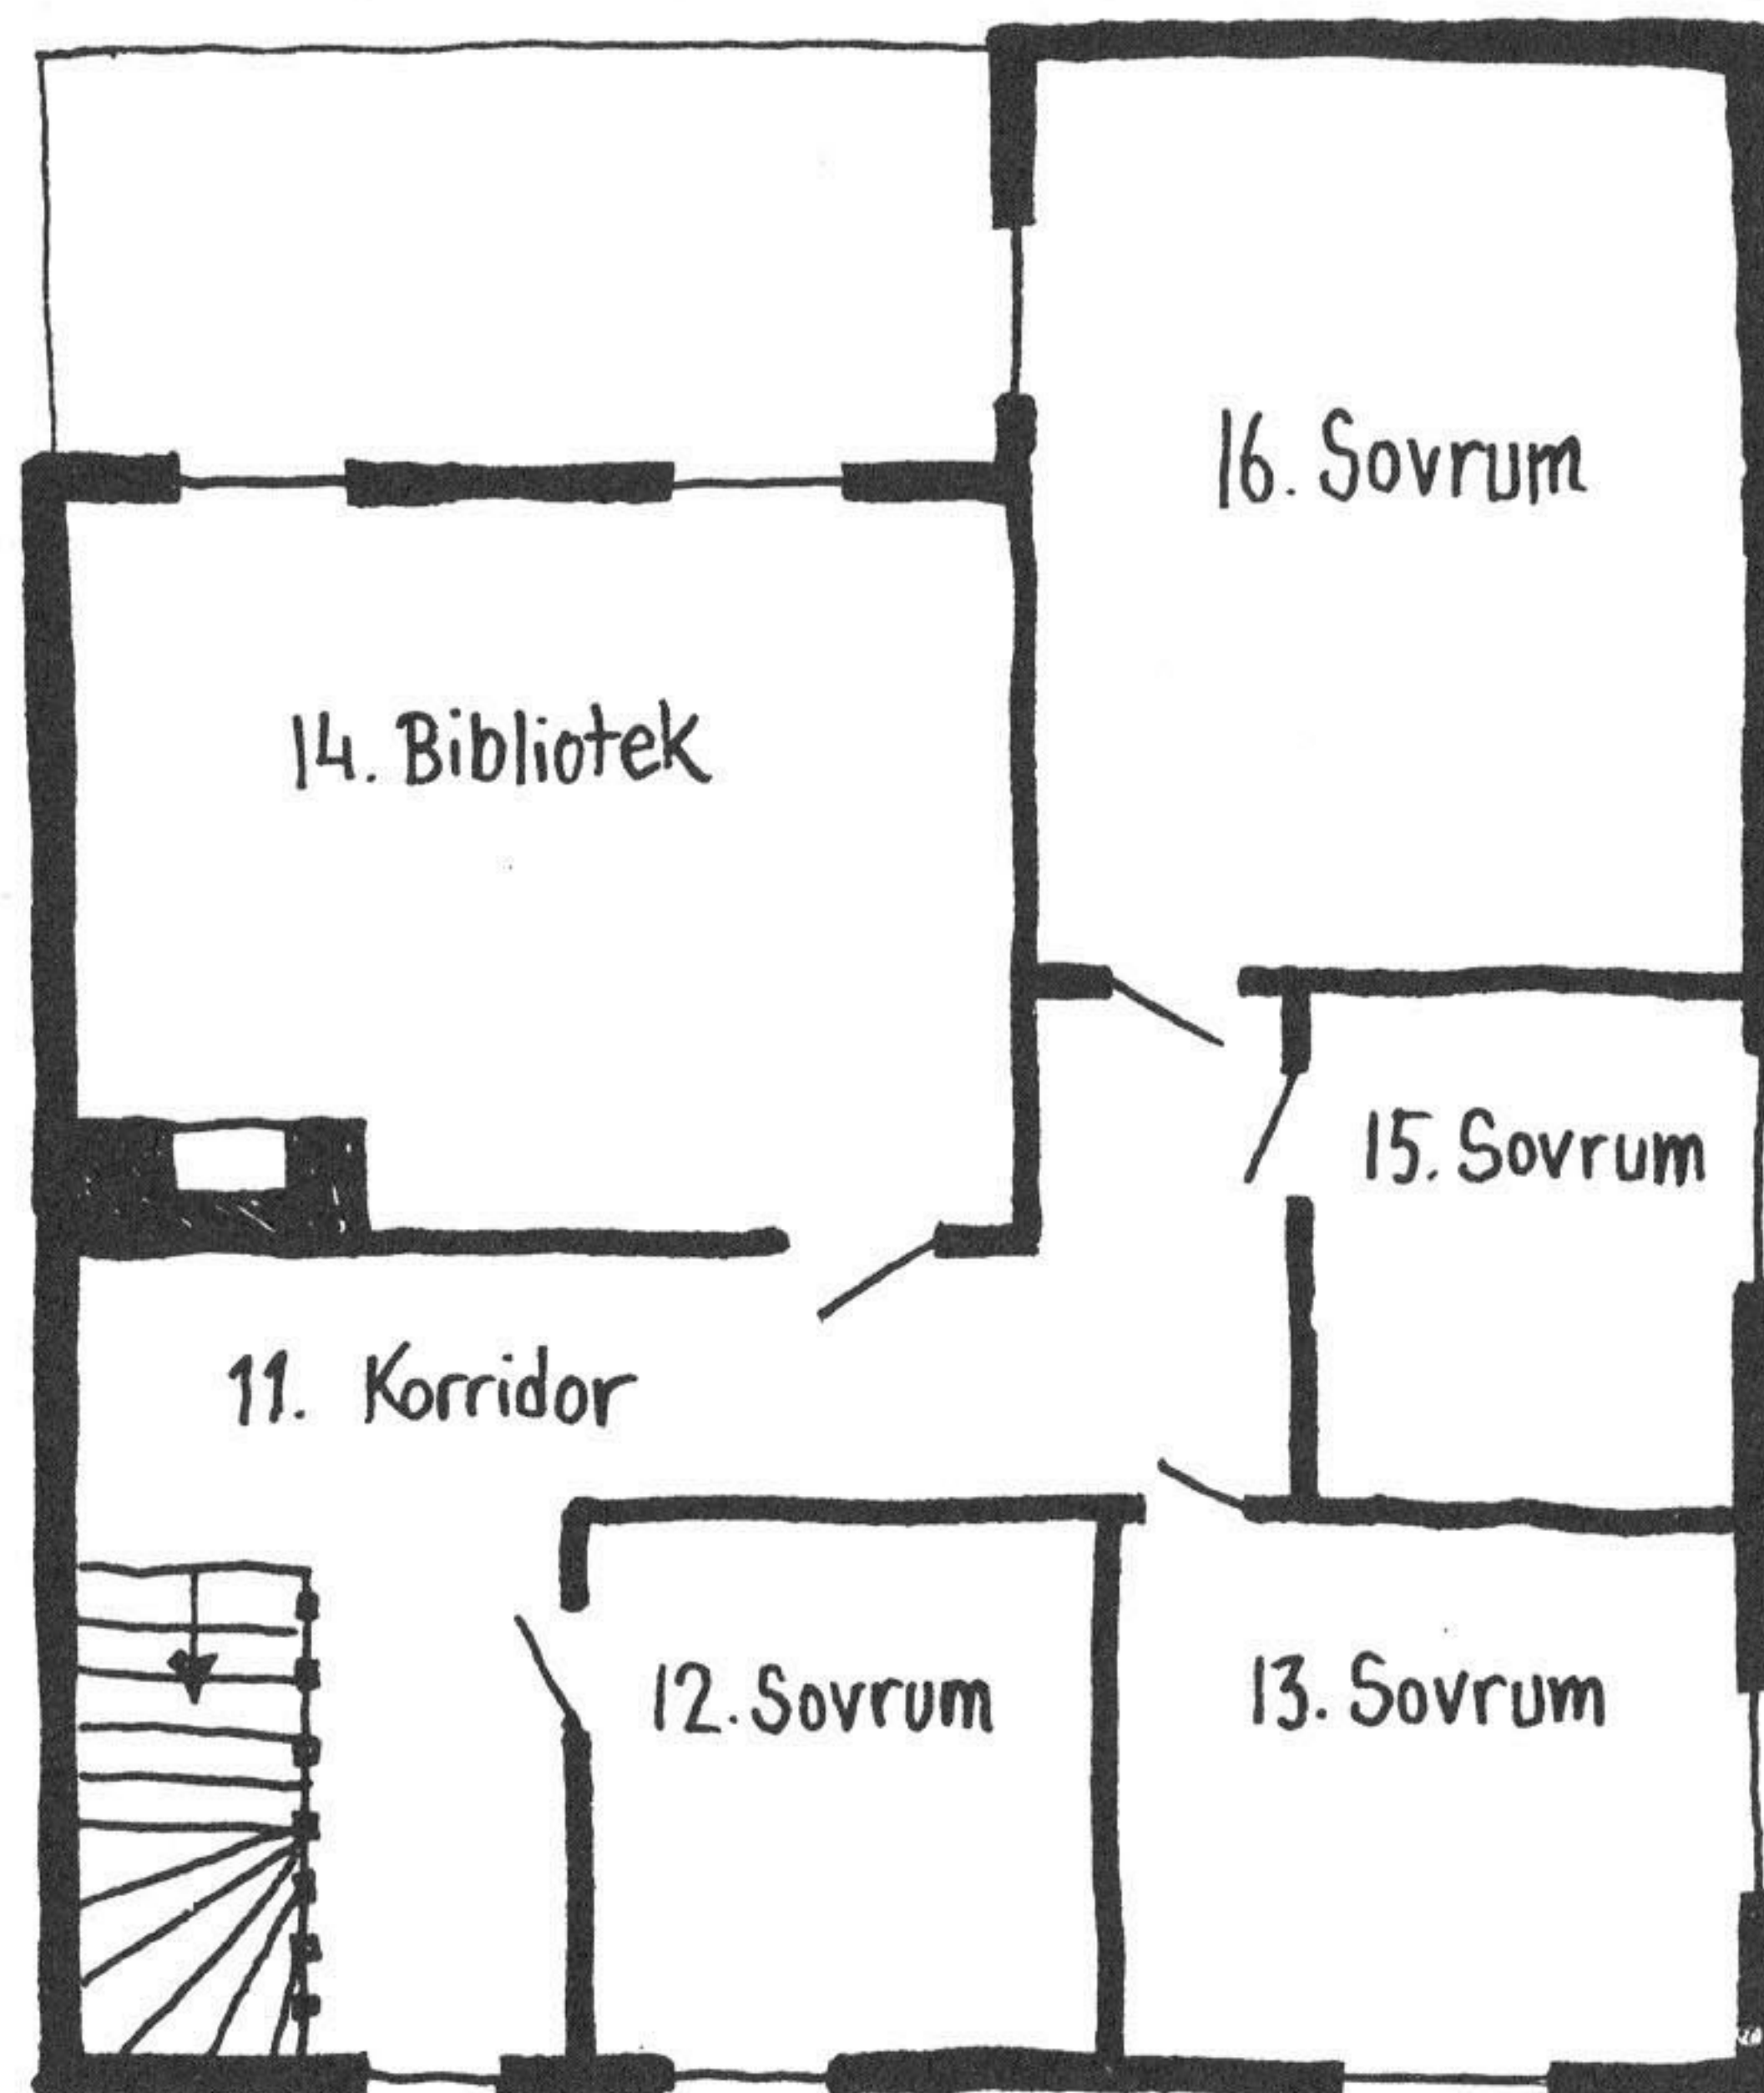 16. Sovrum
14. Bibliotek
15. Sovrum
11. Korridor
12. Sovrum
13. Sovrum